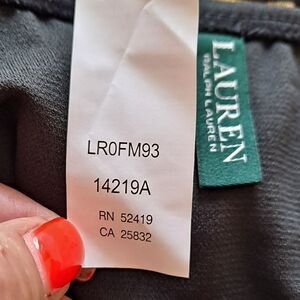 LR0FM93
14219A
RN 52419
CA 25832
LAUREN
RALPH LAUREN